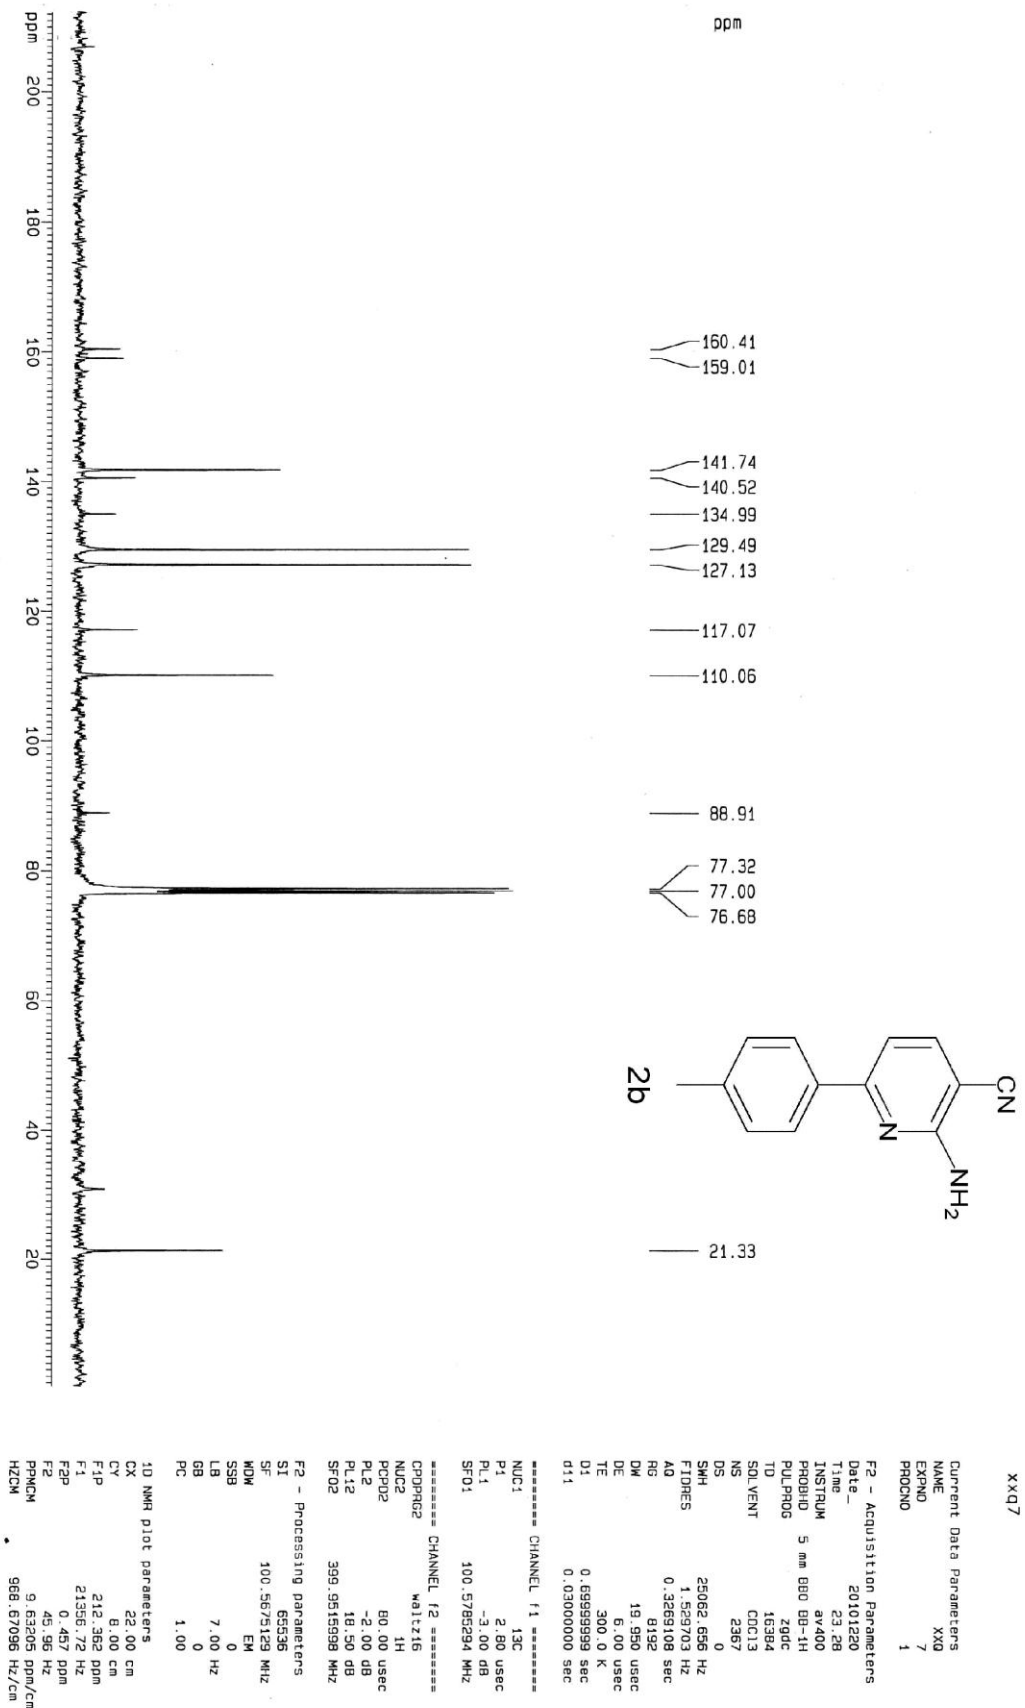 xxq7
ppm
160.41
159.01
141.74
140.52
134.99
129.49
127.13
117.07
110.06
88.91
77.32
77.00
76.68
21.33
CN
NH2
N
2b
ppm 200 180 160 140 120 100 80 60 40 20
Current Data Parameters
NAME XXQ
EXPNO 7
PROCNO 1
F2 - Acquisition Parameters
Date_ 20101220
Time 23.28
INSTRUM av400
PROBHD 5 mm BBO BB-1H
PULPROG zgdc
TD 16384
SOLVENT CDCl3
NS 2367
DS 0
SWH 25062.656 Hz
FIDRES 1.529703 Hz
AQ 0.3269108 sec
RG 8192
DW 19.950 usec
DE 6.00 usec
TE 300.0 K
D1 0.69999999 sec
d11 0.03000000 sec
======== CHANNEL f1 ========
NUC1 13C
P1 2.80 usec
PL1 -3.00 dB
SFO1 100.5785294 MHz
======== CHANNEL f2 ========
CPDPRG2 waltz16
NUC2 1H
PCPD2 80.00 usec
PL2 -2.00 dB
PL12 18.50 dB
SFO2 399.9515998 MHz
F2 - Processing parameters
SI 65536
SF 100.5675129 MHz
WDW EM
SSB 0
LB 7.00 Hz
GB 0
PC 1.00
1D NMR plot parameters
CX 22.00 cm
CY 8.00 cm
F1P 212.362 ppm
F1 21356.72 Hz
F2P 0.457 ppm
F2 45.96 Hz
PPMCM 9.63205 ppm/cm
HZCM 968.67096 Hz/cm